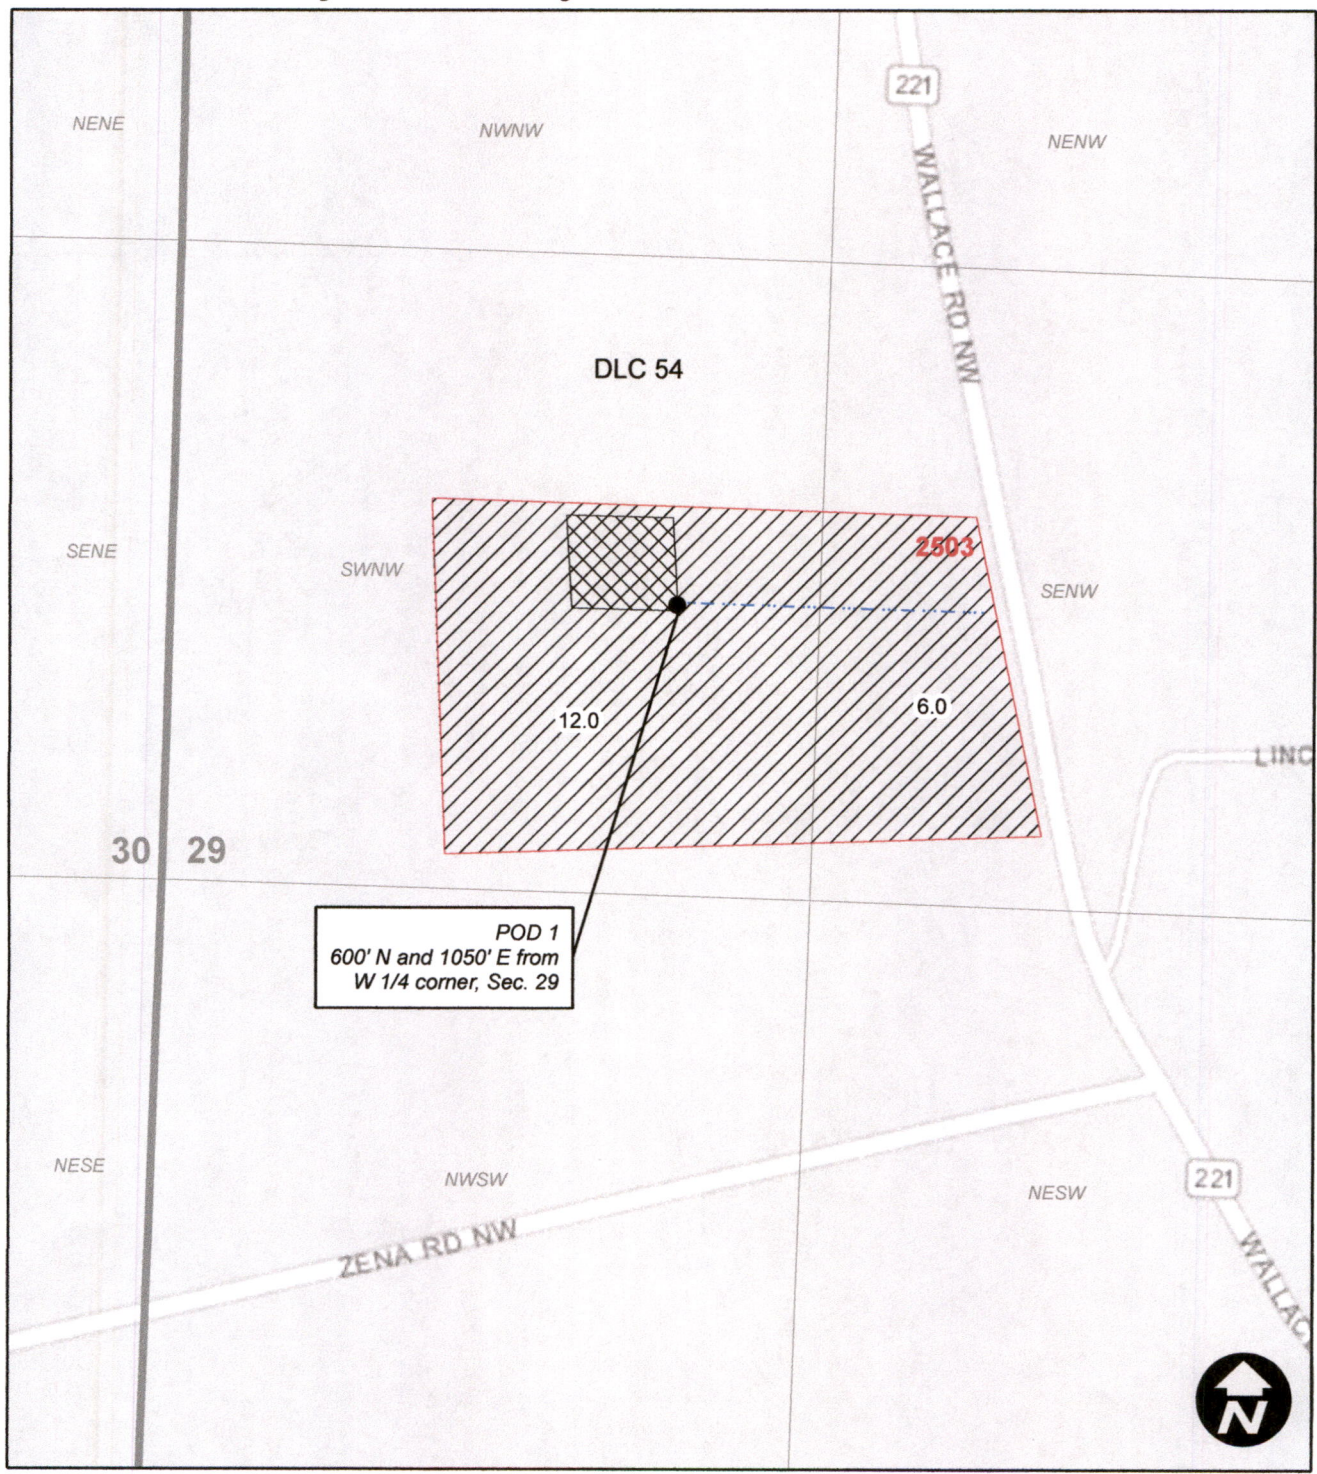 221
NENE
NWNW
NENW
WALLACE RD NW
DLC 54
2503
SENE
SWNW
SENW
12.0
6.0
LINC
30
29
POD 1
600' N and 1050' E from
W 1/4 corner, Sec. 29
NESE
NWSW
NESW
221
ZENA RD NW
WALLAC
N